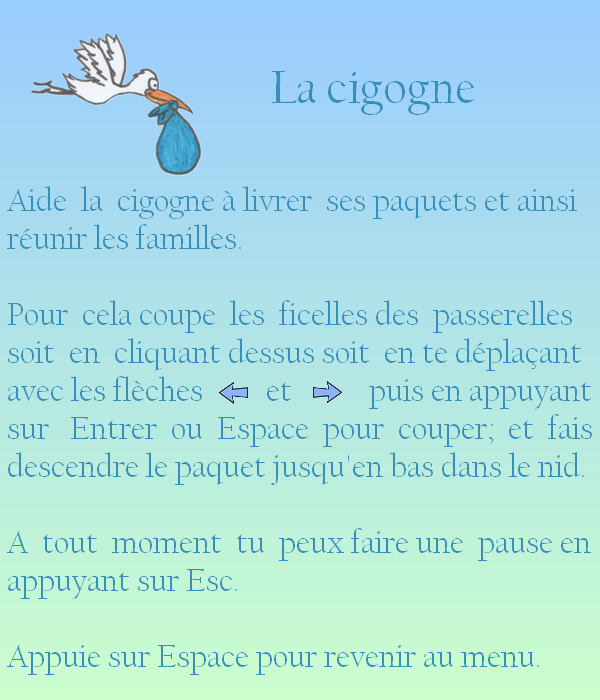 La cigogne
Aide la cigogne à livrer ses paquets et ainsi
réunir les familles.
Pour cela coupe les ficelles des passerelles
soit en cliquant dessus soit en te déplaçant
avec les flèches et puis en appuyant
sur Entrer ou Espace pour couper; et fais
descendre le paquet jusqu'en bas dans le nid.
A tout moment tu peux faire une pause en
appuyant sur Esc.
Appuie sur Espace pour revenir au menu.